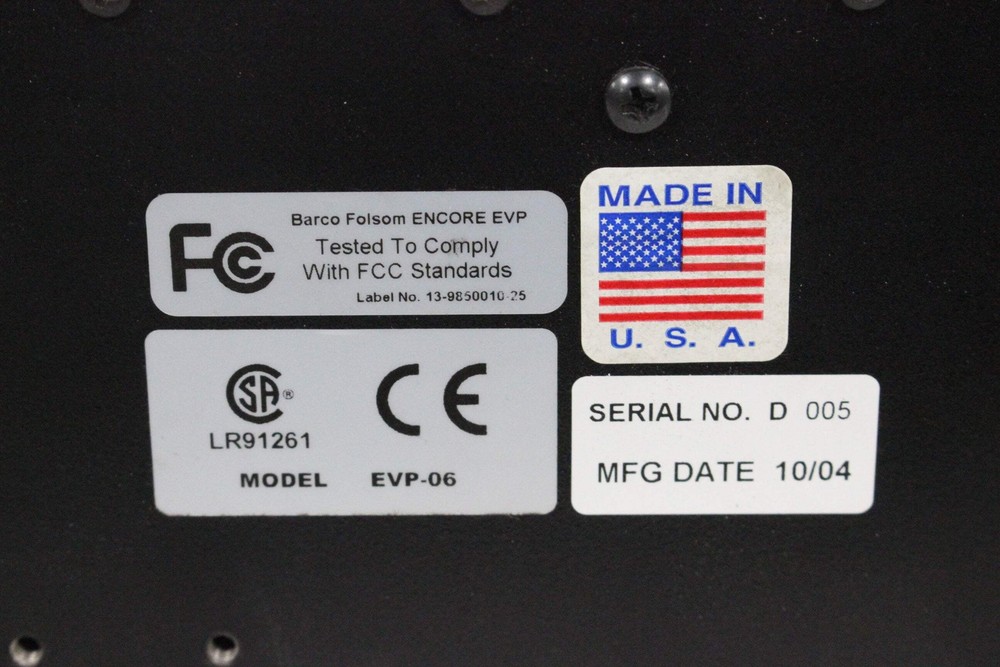 FC
Barco Folsom ENCORE EVP
Tested To Comply
With FCC Standards
Label No. 13-9850010-25
MADE IN
U. S. A.
SA®
LR91261
CE
MODEL EVP-06
SERIAL NO. D 005
MFG DATE 10/04